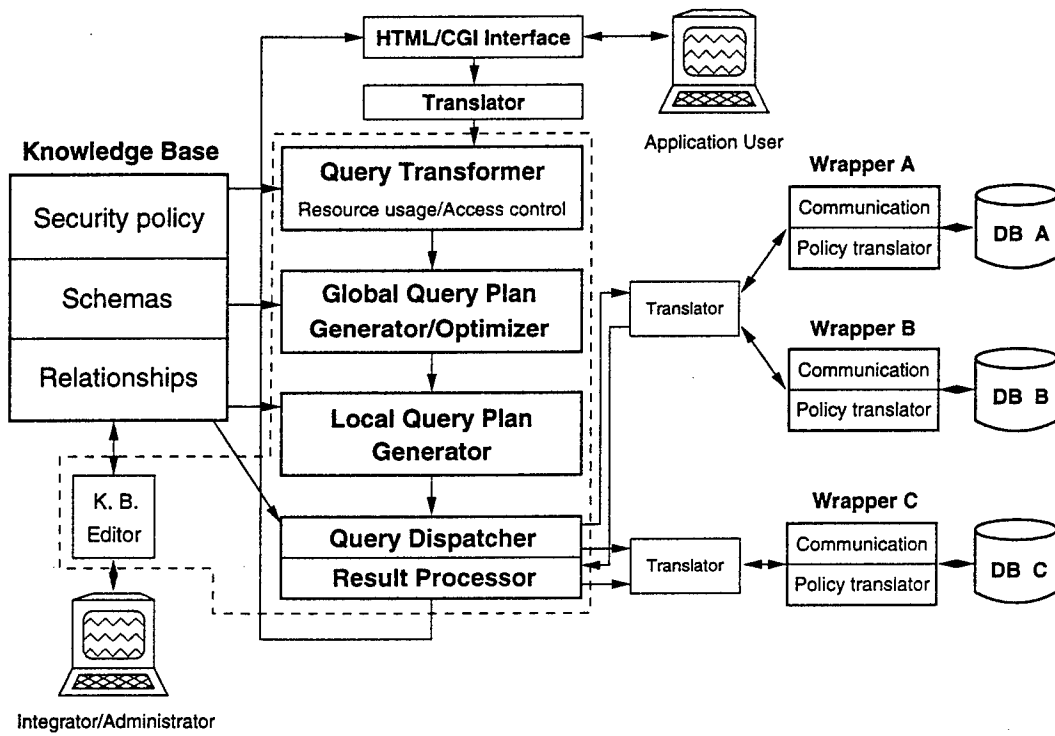 HTML/CGI Interface
Translator
Application User
Knowledge Base
Security policy
Schemas
Relationships
Query Transformer
Resource usage/Access control
Global Query Plan
Generator/Optimizer
Local Query Plan
Generator
Query Dispatcher
Result Processor
K. B.
Editor
Integrator/Administrator
Translator
Translator
Wrapper A
Communication
Policy translator
DB A
Wrapper B
Communication
Policy translator
DB B
Wrapper C
Communication
Policy translator
DB C